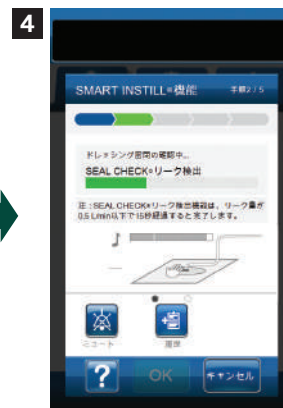 4
SMART INSTILL®機能
手順2 / 5
ドレッシング密閉の確認中...
SEAL CHECK®リーク検出
注：SEAL CHECK®リーク検出機能は、リーク量が
0.5 L/min以下で15秒経過すると完了します。
ミュート
履歴
?
OK
キャンセル